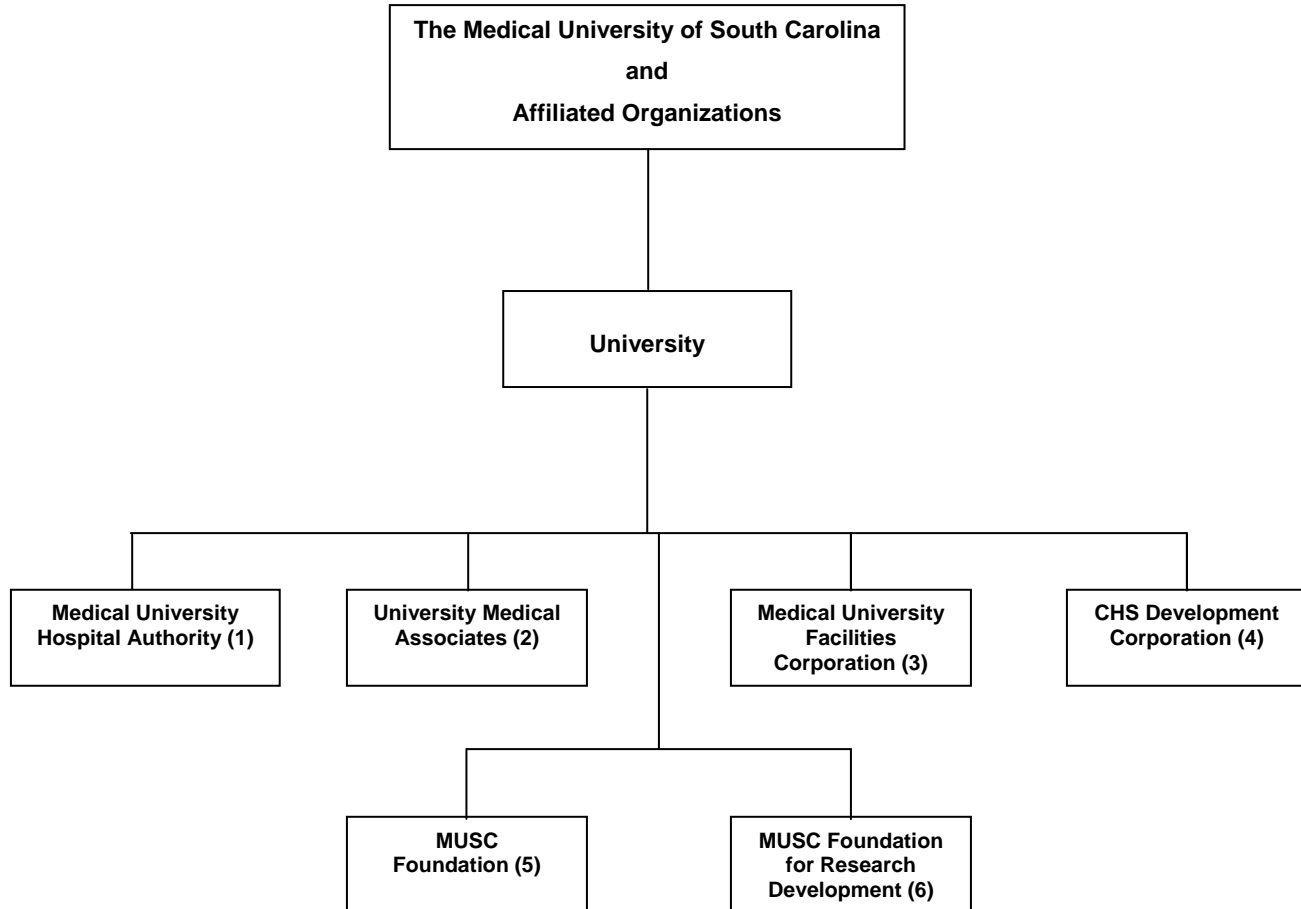 The Medical University of South Carolina
and
Affiliated Organizations
University
Medical University
Hospital Authority (1)
University Medical
Associates (2)
Medical University
Facilities
Corporation (3)
CHS Development
Corporation (4)
MUSC
Foundation (5)
MUSC Foundation
for Research
Development (6)